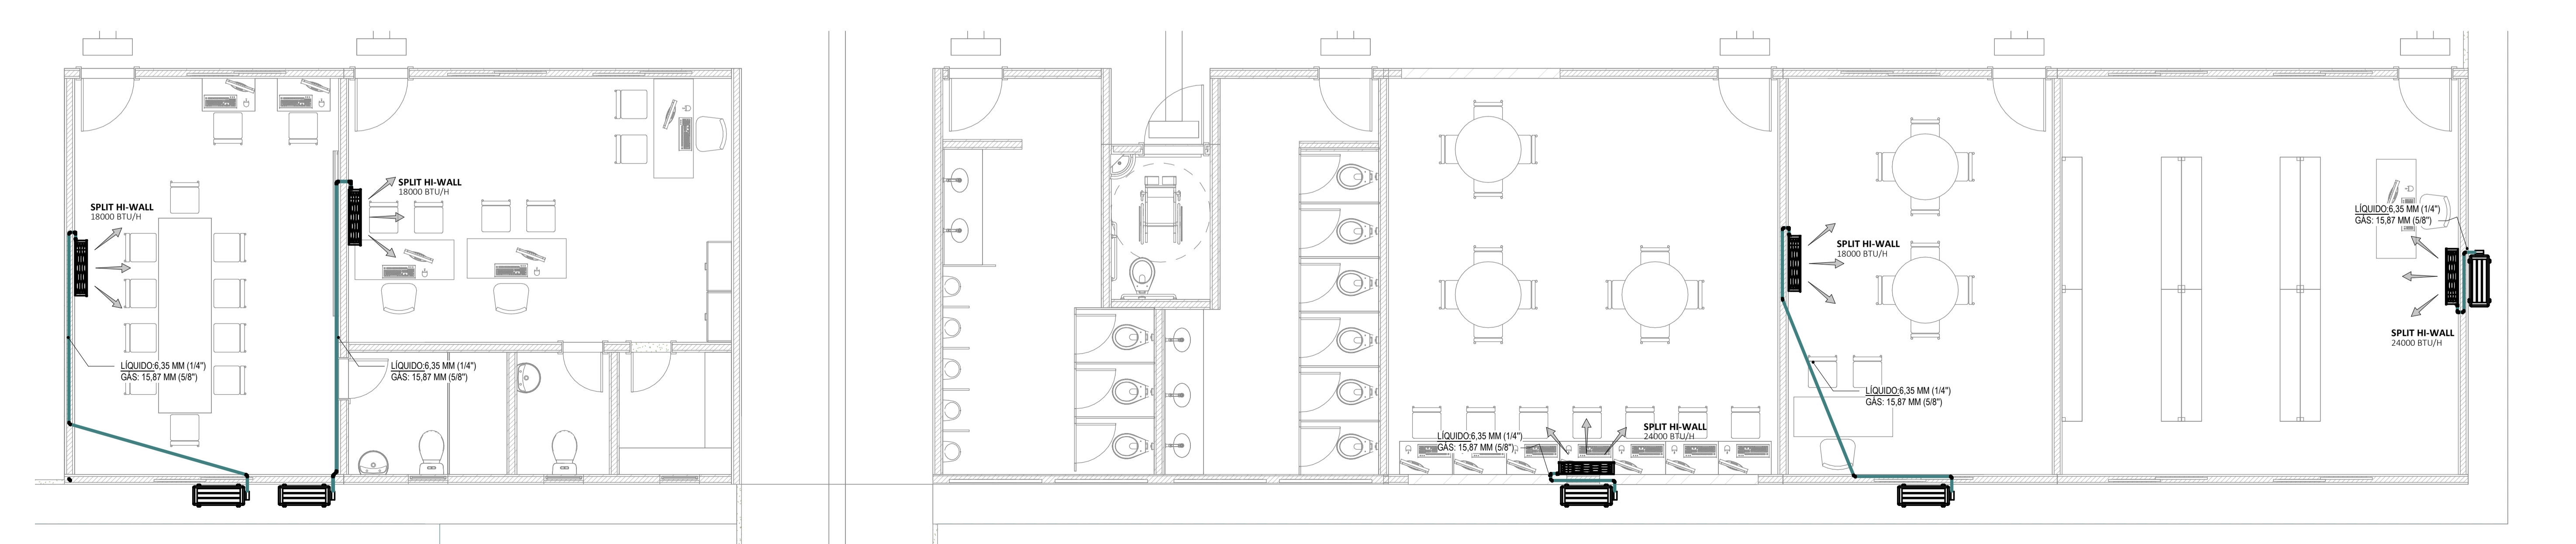 SPLIT HI-WALL
18000 BTU/H
LÍQUIDO:6,35 MM (1/4")
GÁS: 15,87 MM (5/8")
SPLIT HI-WALL
18000 BTU/H
LÍQUIDO:6,35 MM (1/4")
GÁS: 15,87 MM (5/8")
LÍQUIDO:6,35 MM (1/4")
GÁS: 15,87 MM (5/8")
SPLIT HI-WALL
24000 BTU/H
SPLIT HI-WALL
18000 BTU/H
LÍQUIDO:6,35 MM (1/4")
GÁS: 15,87 MM (5/8")
LÍQUIDO:6,35 MM (1/4")
GÁS: 15,87 MM (5/8")
SPLIT HI-WALL
24000 BTU/H